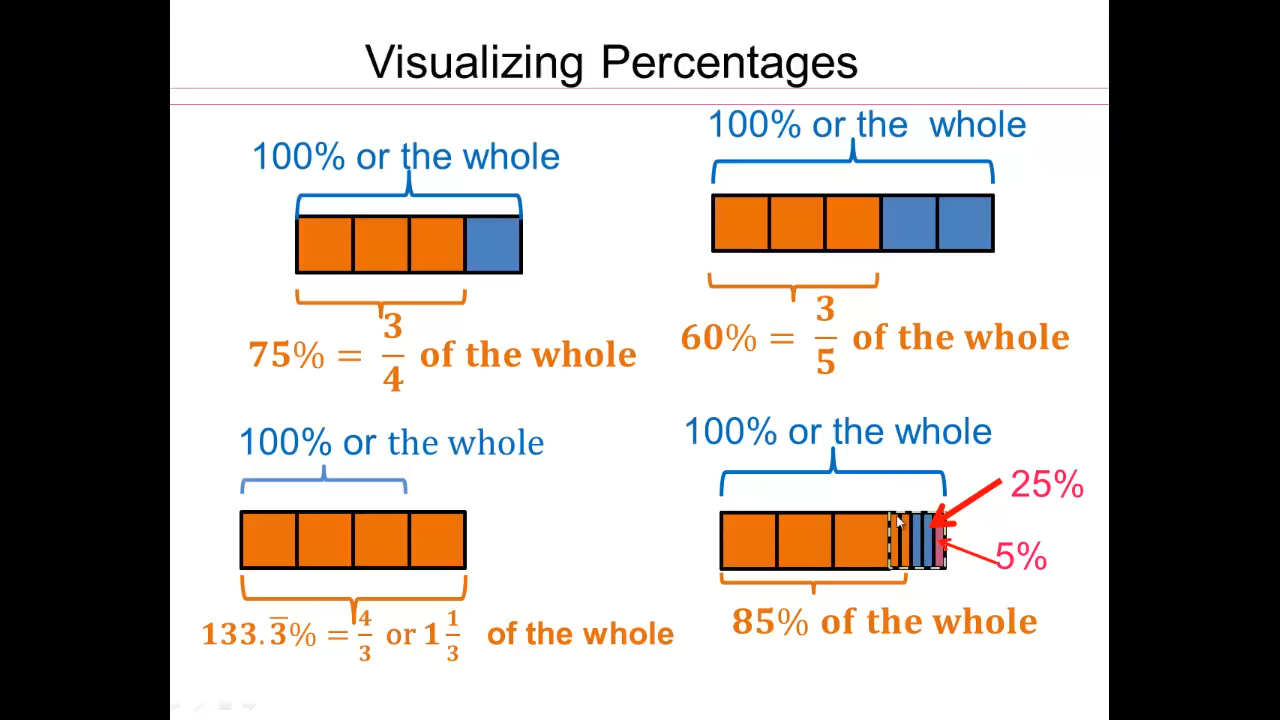 Visualizing Percentages
100% or the whole
75% = 3/4 of the whole
100% or the whole
60% = 3/5 of the whole
100% or the whole
133.3̅% = 4/3 or 1 1/3 of the whole
100% or the whole
25%
5%
85% of the whole